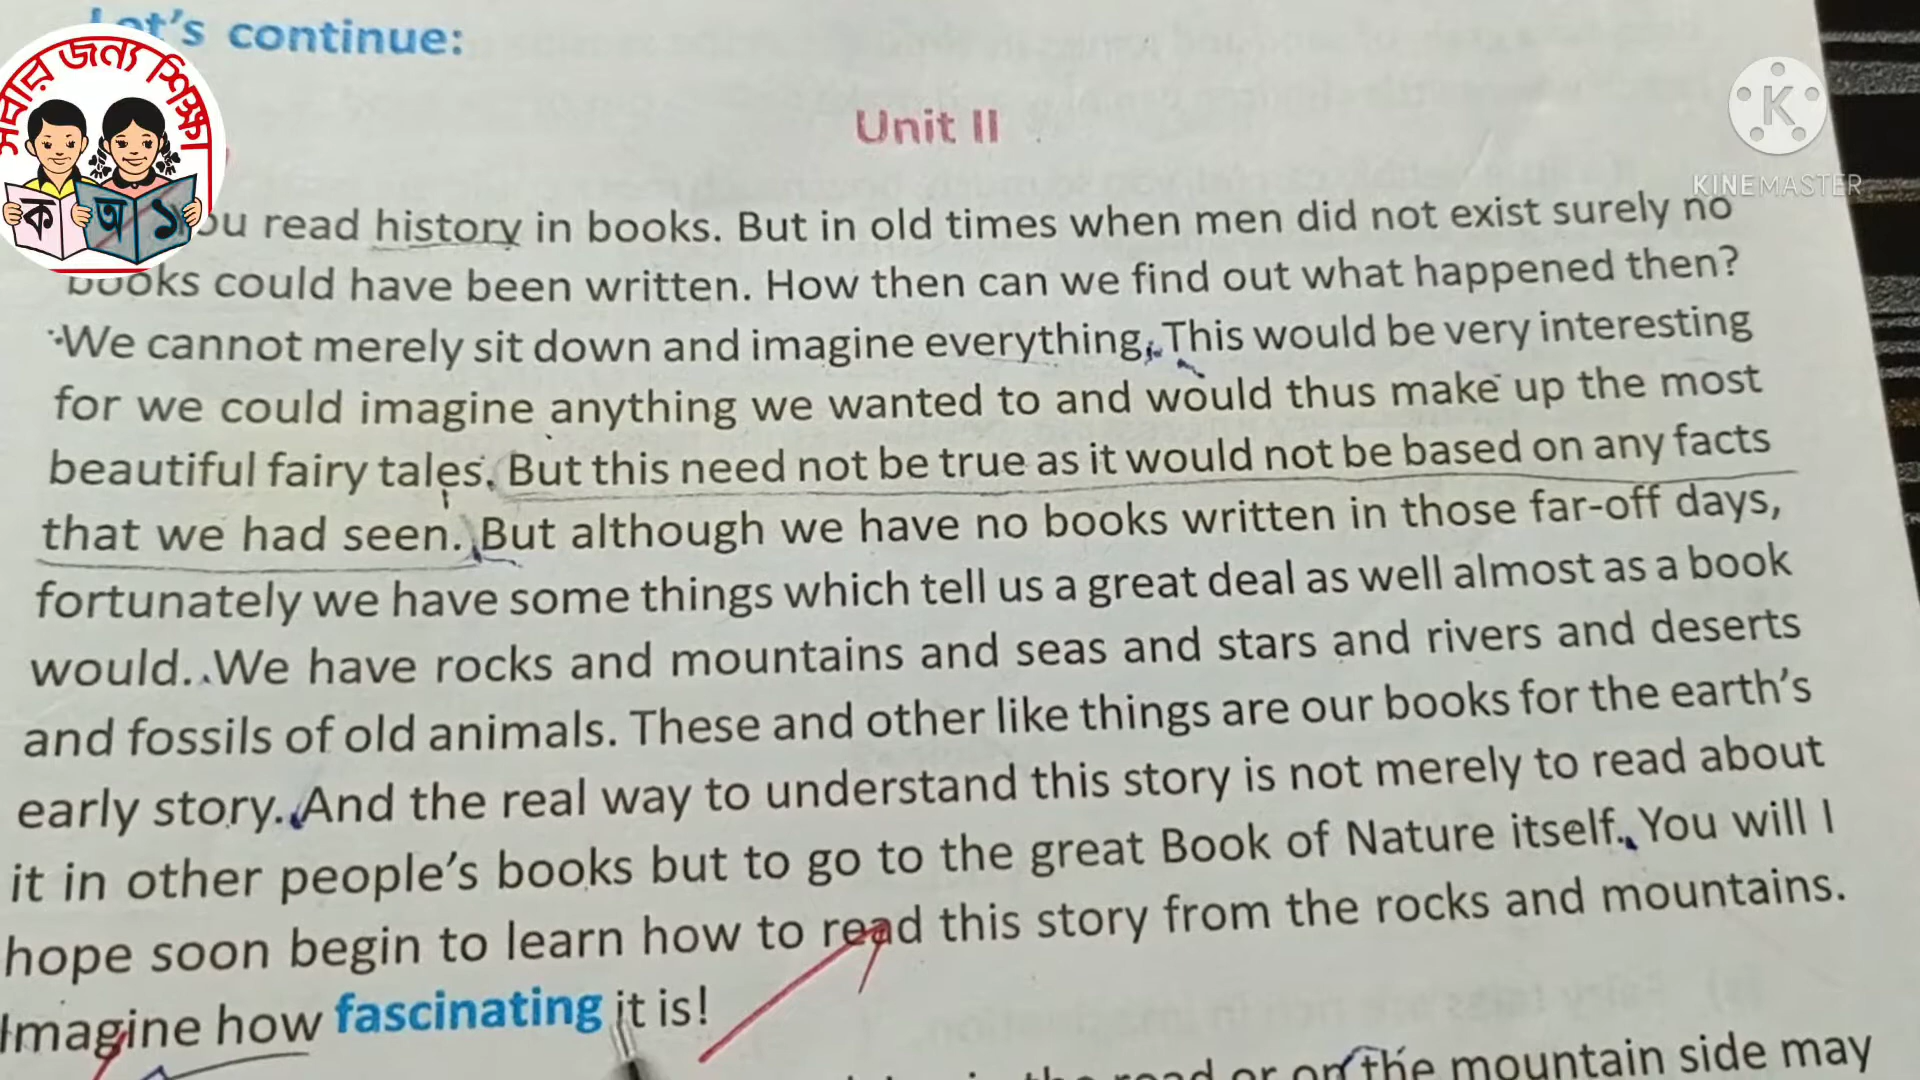 Let's continue:
সবার জন্য শিক্ষা
ক অ ১
KINEMASTER
Unit II
You read history in books. But in old times when men did not exist surely no
books could have been written. How then can we find out what happened then?
We cannot merely sit down and imagine everything. This would be very interesting
for we could imagine anything we wanted to and would thus make up the most
beautiful fairy tales. But this need not be true as it would not be based on any facts
that we had seen. But although we have no books written in those far-off days,
fortunately we have some things which tell us a great deal as well almost as a book
would. We have rocks and mountains and seas and stars and rivers and deserts
and fossils of old animals. These and other like things are our books for the earth's
early story. And the real way to understand this story is not merely to read about
it in other people's books but to go to the great Book of Nature itself. You will I
hope soon begin to learn how to read this story from the rocks and mountains.
Imagine how fascinating it is!
the road or on the mountain side may